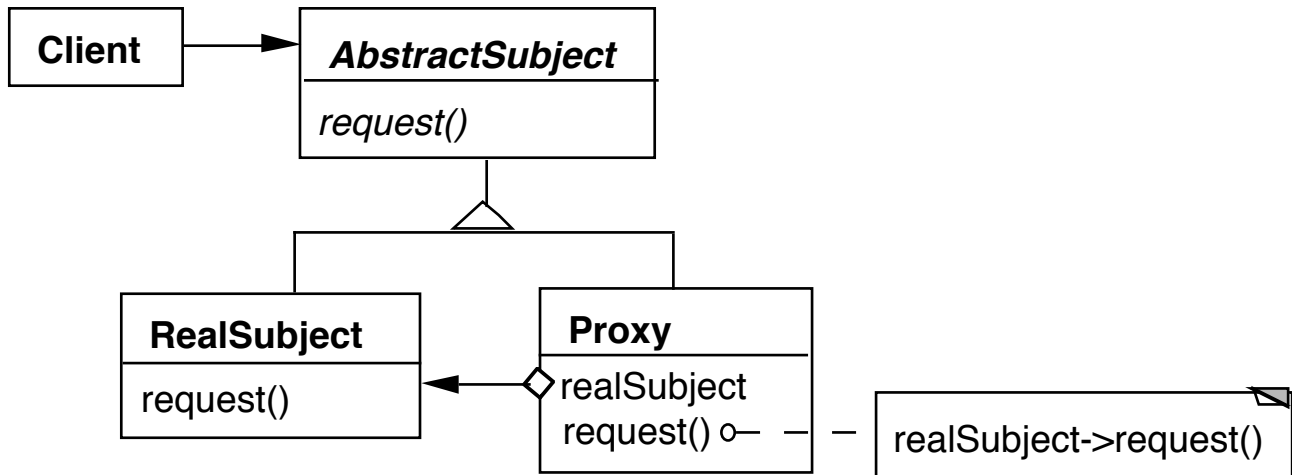 Client
AbstractSubject
request()
RealSubject
request()
Proxy
realSubject
request()
realSubject->request()